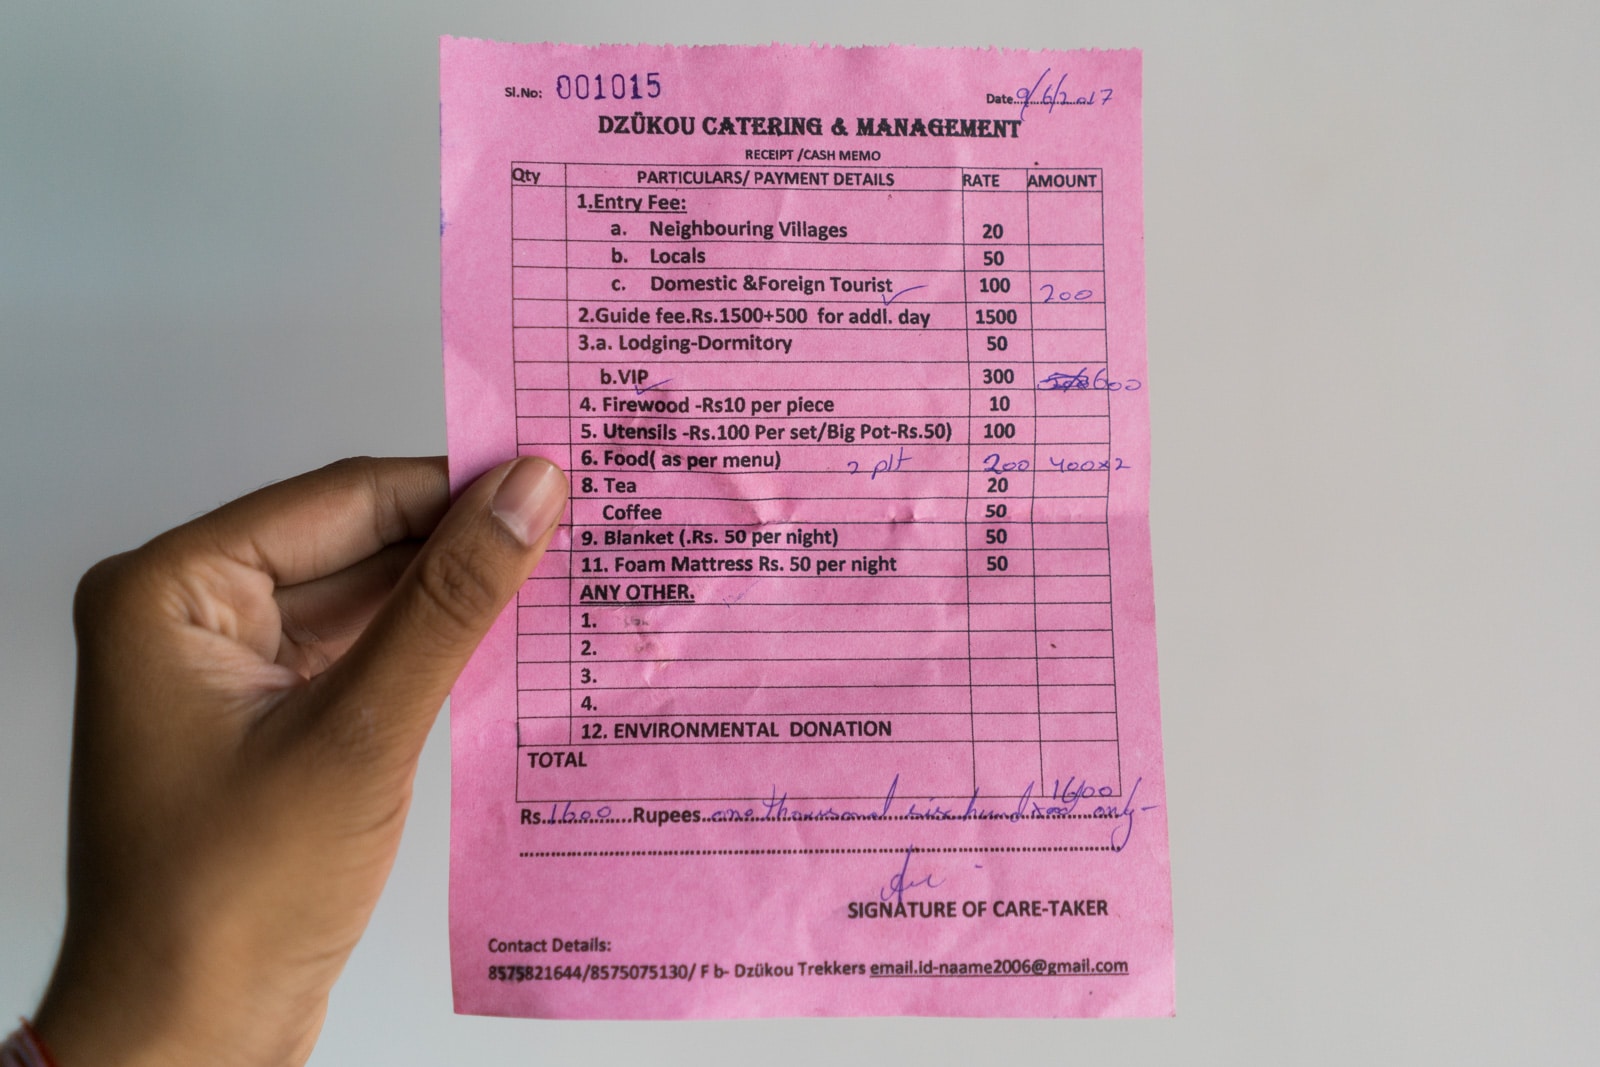 Sl.No: 001015
Date 9/6/2017
DZÜKOU CATERING & MANAGEMENT
RECEIPT /CASH MEMO
Qty PARTICULARS/ PAYMENT DETAILS RATE AMOUNT
1.Entry Fee:
a. Neighbouring Villages 20
b. Locals 50
c. Domestic &Foreign Tourist 100 200
2.Guide fee.Rs.1500+500 for addl. day 1500
3.a. Lodging-Dormitory 50
b.VIP 300 600
4. Firewood -Rs10 per piece 10
5. Utensils -Rs.100 Per set/Big Pot-Rs.50) 100
6. Food( as per menu) 2 plt 200 400x2
8. Tea 20
Coffee 50
9. Blanket (.Rs. 50 per night) 50
11. Foam Mattress Rs. 50 per night 50
ANY OTHER.
1.
2.
3.
4.
12. ENVIRONMENTAL DONATION
TOTAL
1600
Rs..1600..........Rupees..one thousand six hundred only-
SIGNATURE OF CARE-TAKER
Contact Details:
8575821644/8575075130/ F b- Dzükou Trekkers email.id-naame2006@gmail.com